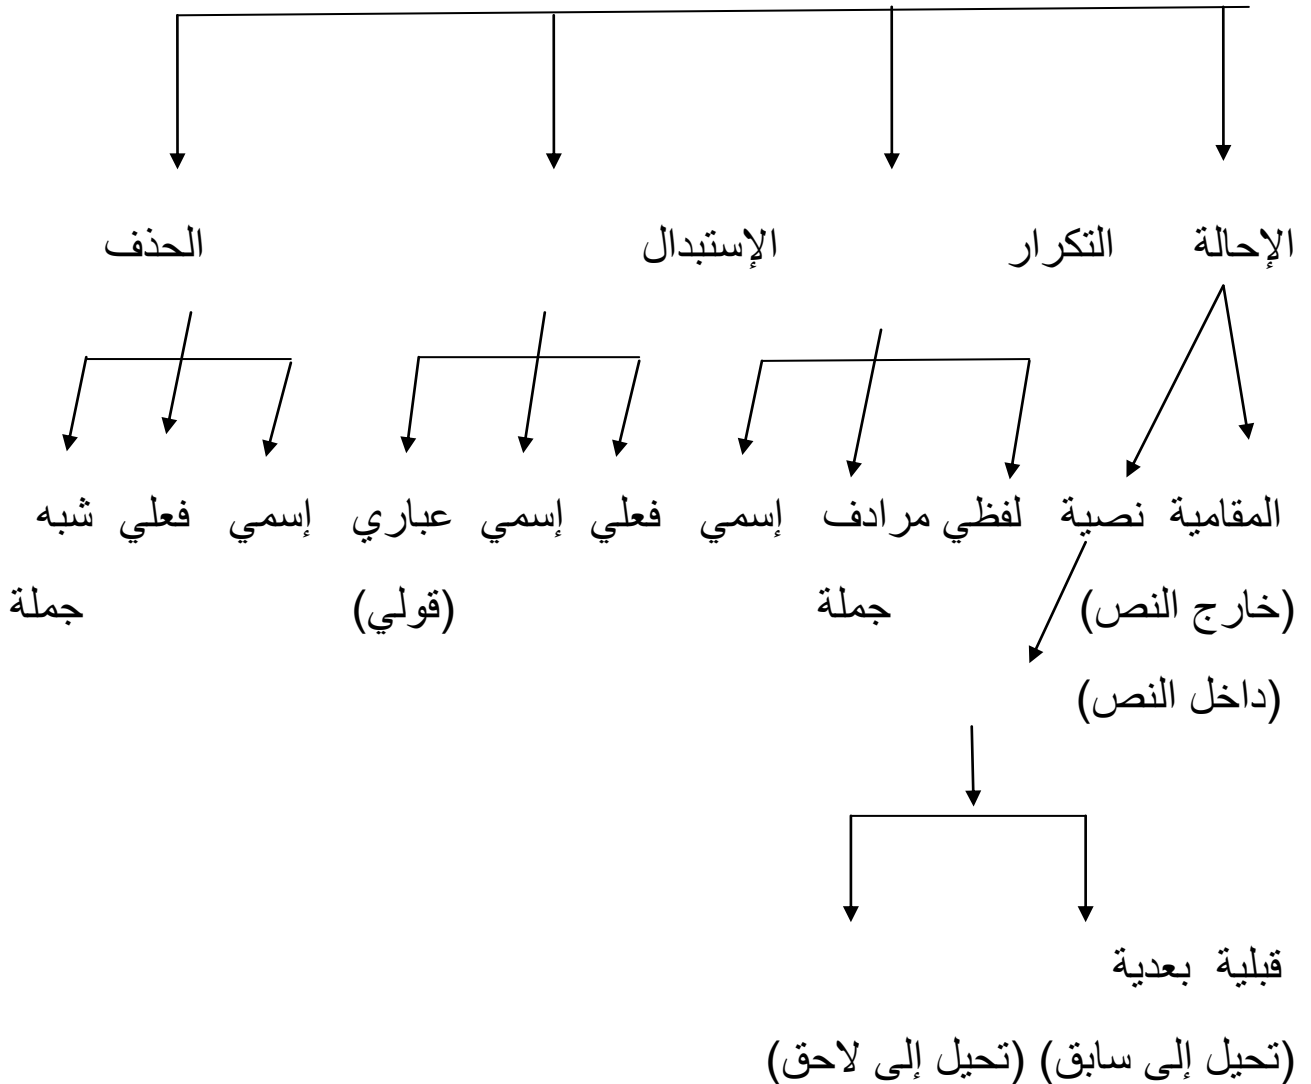 الإحالة التكرار الإستبدال الحذف
المقامية نصية لفظي مرادف إسمي فعلي إسمي عباري إسمي فعلي شبه
(خارج النص) جملة (قولي) جملة
(داخل النص)
قبلية بعدية
(تحيل إلى سابق) (تحيل إلى لاحق)